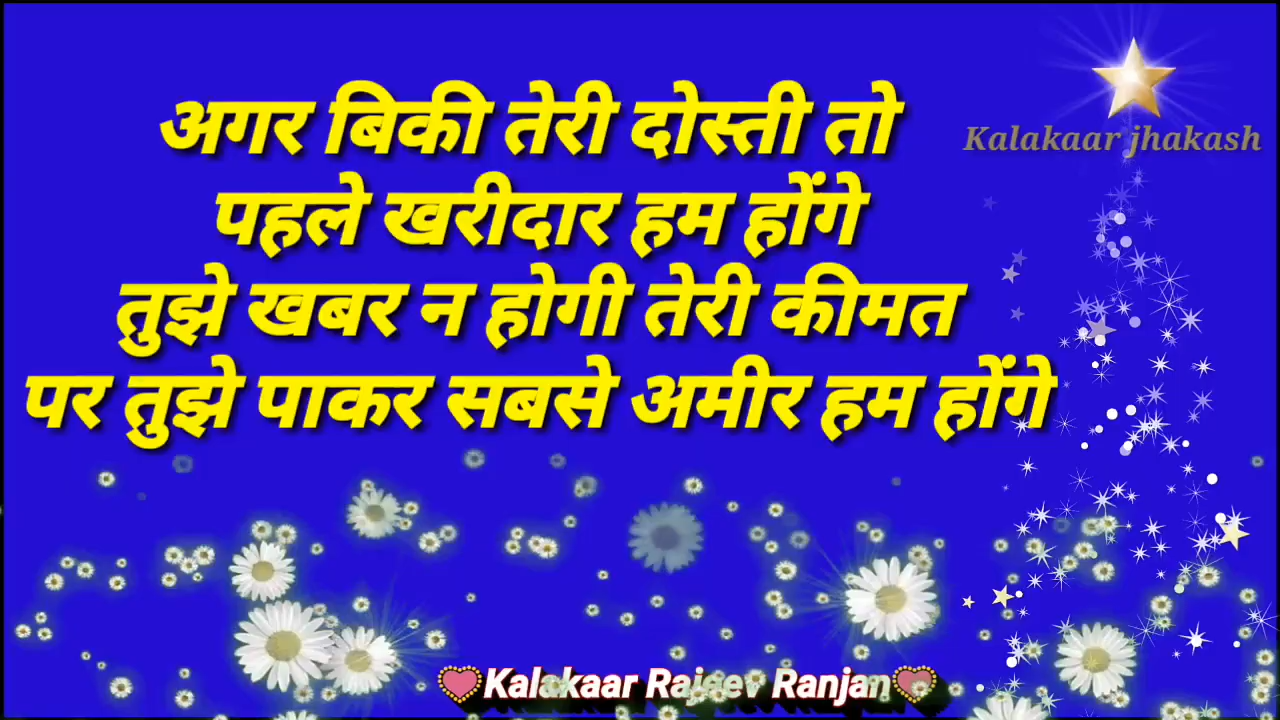 अगर बिकी तेरी दोस्ती तो
पहले खरीदार हम होंगे
तुझे खबर न होगी तेरी कीमत
पर तुझे पाकर सबसे अमीर हम होंगे
Kalakaar jhakash
Kalakaar Rajeev Ranjan